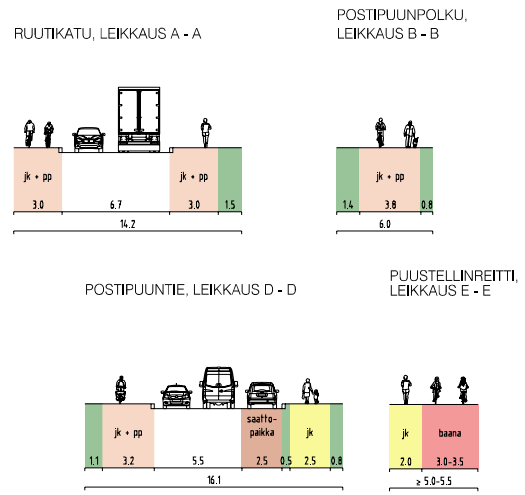 RUUTIKATU, LEIKKAUS A - A
jk + pp
jk + pp
3.0 6.7 3.0 1.5
14.2
POSTIPUUNPOLKU,
LEIKKAUS B - B
jk + pp
1.4 3.8 0.8
6.0
POSTIPUUNTIE, LEIKKAUS D - D
jk + pp
saatto-
paikka
jk
1.1 3.2 5.5 2.5 0.5 2.5 0.8
16.1
PUUSTELLINREITTI,
LEIKKAUS E - E
jk baana
2.0 3.0-3.5
≥ 5.0-5.5